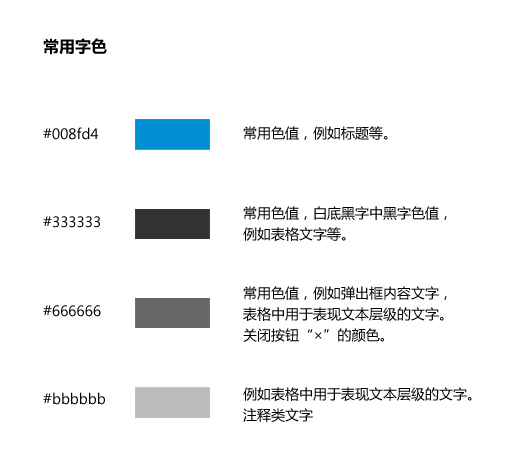 常用字色
#008fd4
常用色值，例如标题等。
#333333
常用色值，白底黑字中黑字色值，
例如表格文字等。
#666666
常用色值，例如弹出框内容文字，
表格中用于表现文本层级的文字。
关闭按钮“×”的颜色。
#bbbbbb
例如表格中用于表现文本层级的文字。
注释类文字